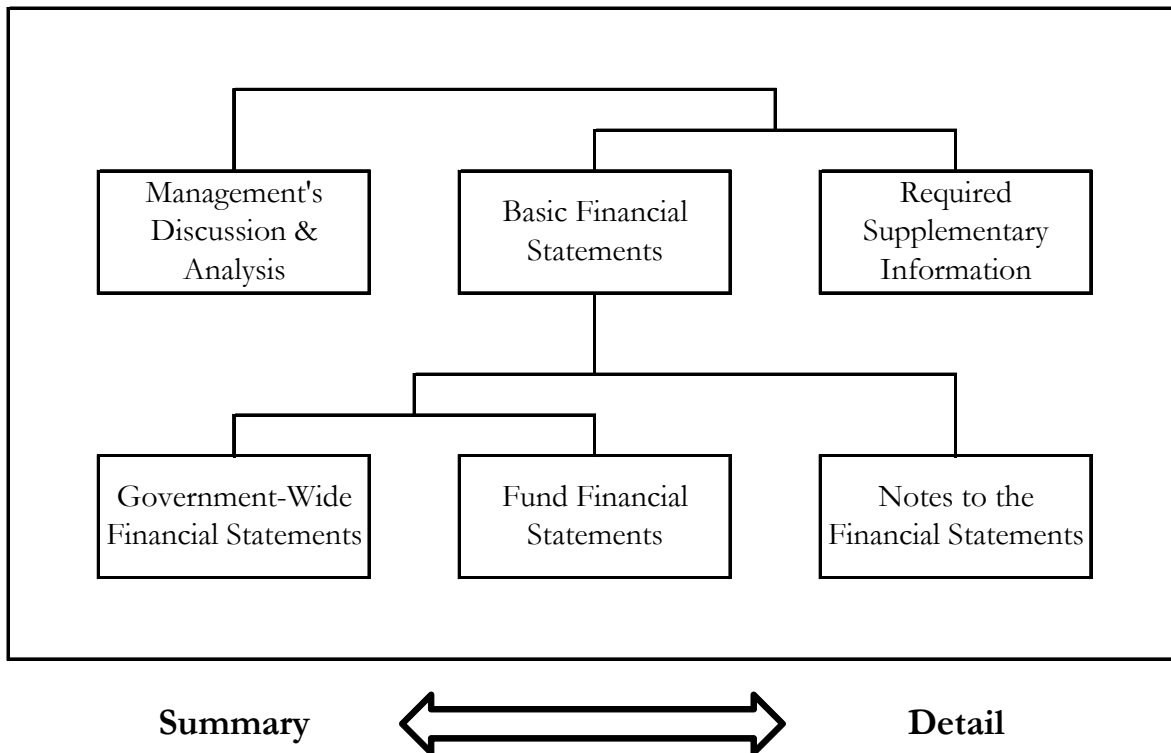 Management's
Discussion &
Analysis
Basic Financial
Statements
Required
Supplementary
Information
Government-Wide
Financial Statements
Fund Financial
Statements
Notes to the
Financial Statements
Summary
Detail